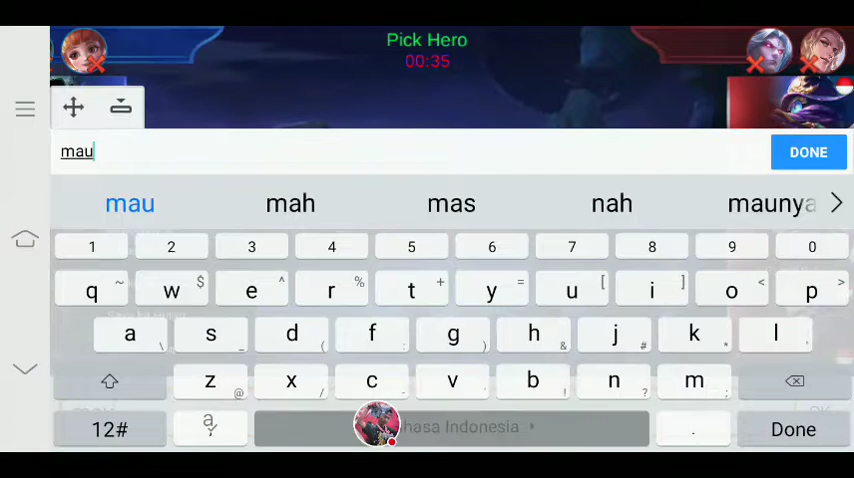 Pick Hero
00:35
mau
DONE
mau mah mas nah maunya
1 2 3 4 5 6 7 8 9 0
q ~ w $ e ^ r % t + y = u [ i ] o < p >
a \ s _ d ( f : g ) h & j # k * l '
z @ x / c - v b ! n ? m ;
12# a hasa Indonesia . Done